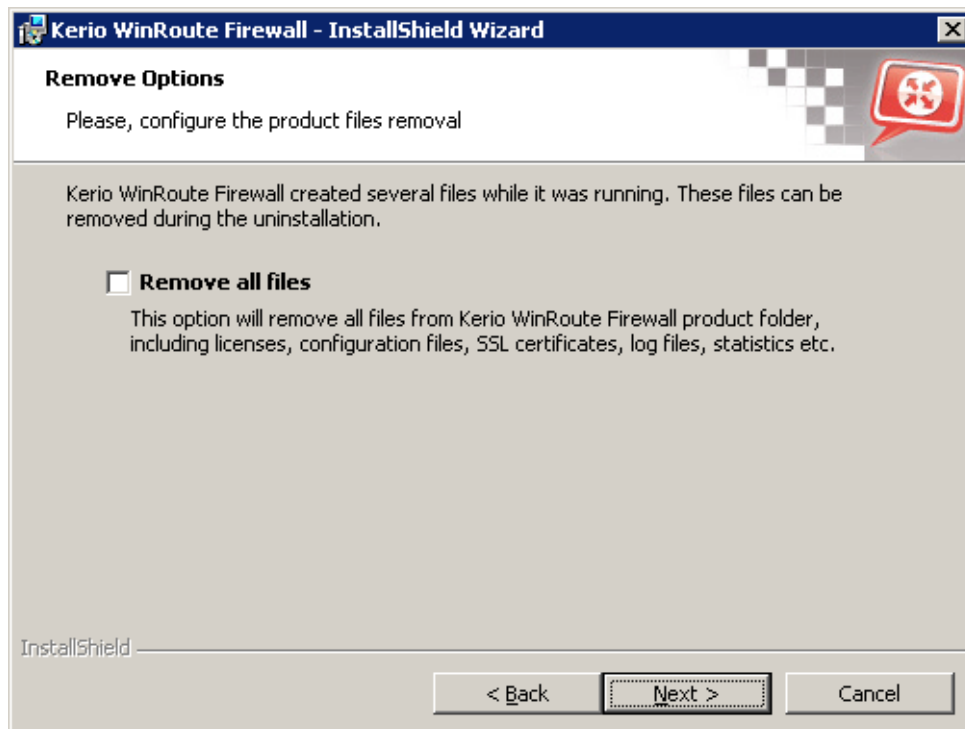 Kerio WinRoute Firewall - InstallShield Wizard
Remove Options
Please, configure the product files removal
Kerio WinRoute Firewall created several files while it was running. These files can be
removed during the uninstallation.
Remove all files
This option will remove all files from Kerio WinRoute Firewall product folder,
including licenses, configuration files, SSL certificates, log files, statistics etc.
InstallShield
< Back
Next >
Cancel